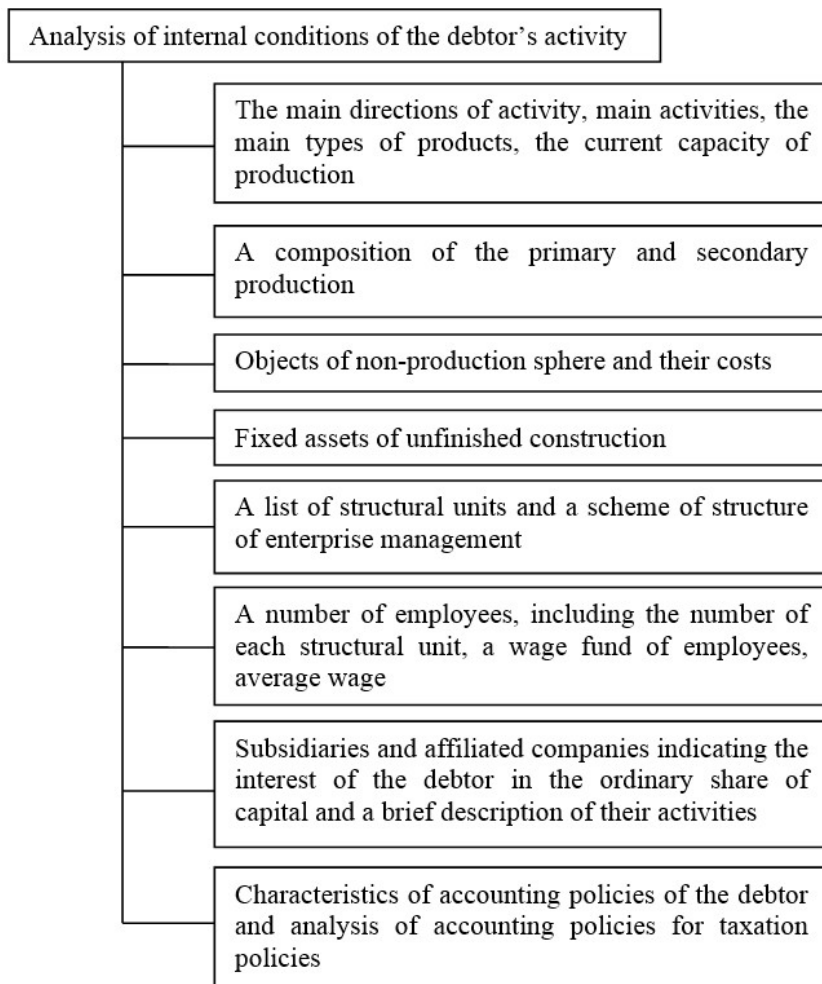 Analysis of internal conditions of the debtor’s activity
The main directions of activity, main activities, the
main types of products, the current capacity of
production
A composition of the primary and secondary
production
Objects of non-production sphere and their costs
Fixed assets of unfinished construction
A list of structural units and a scheme of structure
of enterprise management
A number of employees, including the number of
each structural unit, a wage fund of employees,
average wage
Subsidiaries and affiliated companies indicating the
interest of the debtor in the ordinary share of
capital and a brief description of their activities
Characteristics of accounting policies of the debtor
and analysis of accounting policies for taxation
policies